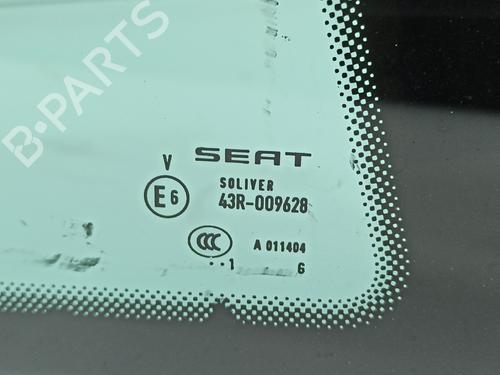 B-PARTS
SEAT
V
SOLIVER
E6 43R-009628
CCC A 011404
··1 6